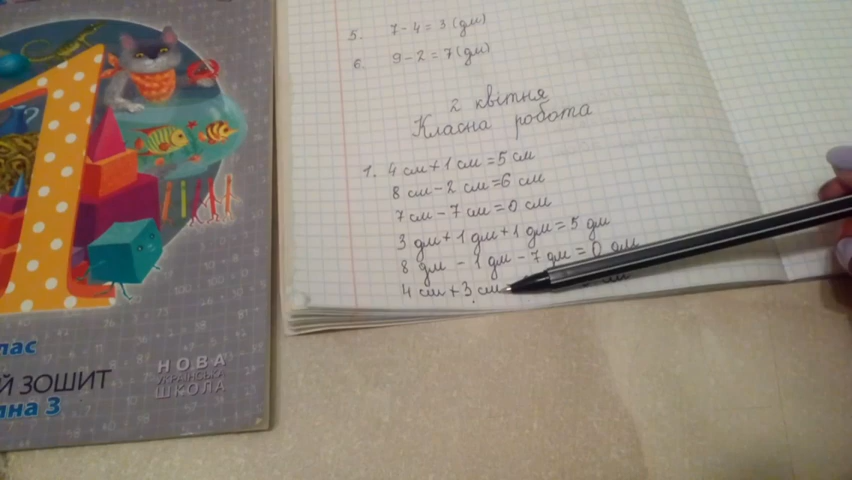 5. 7 - 4 = 3 (дм)
6. 9 - 2 = 7 (дм)
2 квітня
Класна робота
1. 4 см + 1 см = 5 см
8 см - 2 см = 6 см
7 см - 7 см = 0 см
3 дм + 1 дм + 1 дм = 5 дм
8 дм - 1 дм - 7 дм = 0 дм
4 см + 3 см
1
лас
Й ЗОШИТ
ина 3
НОВА
УКРАЇНСЬКА
ШКОЛА